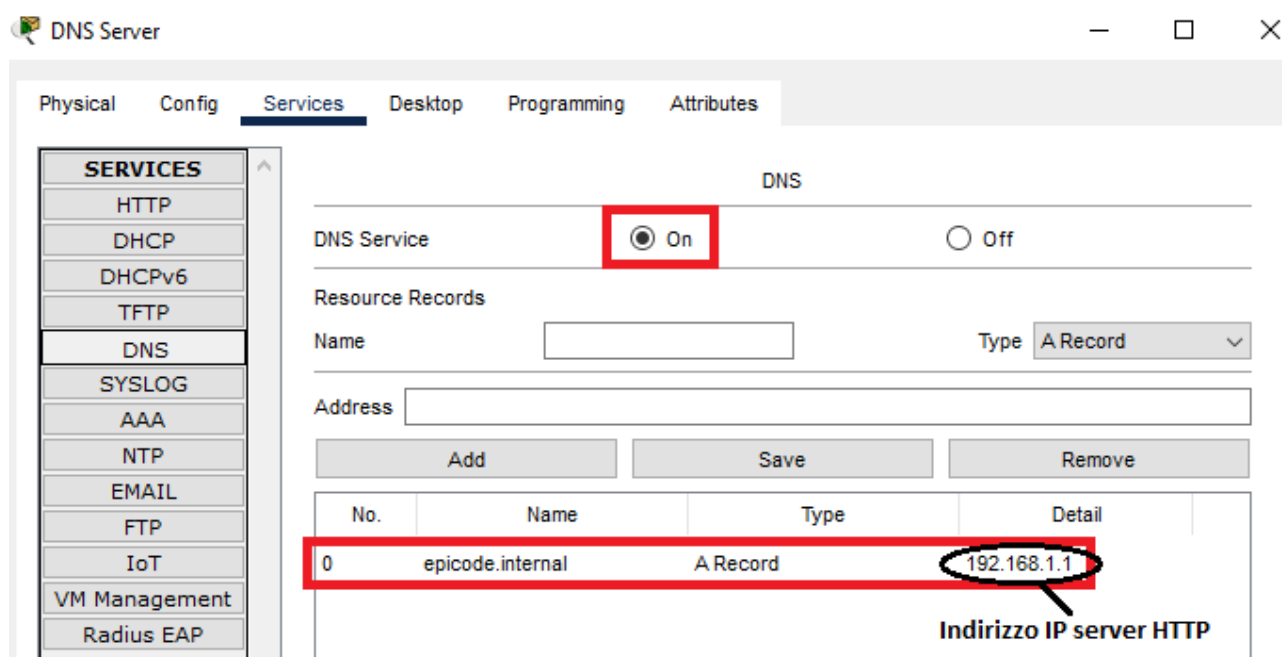 DNS Server
Physical Config Services Desktop Programming Attributes
SERVICES
HTTP
DHCP
DHCPv6
TFTP
DNS
SYSLOG
AAA
NTP
EMAIL
FTP
IoT
VM Management
Radius EAP
DNS
DNS Service On Off
Resource Records
Name Type A Record
Address
Add Save Remove
No. Name Type Detail
0 epicode.internal A Record 192.168.1.1
Indirizzo IP server HTTP